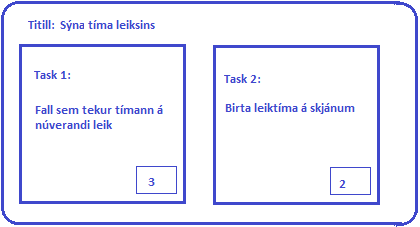 Titill: Sýna tíma leiksins
Task 1:
Fall sem tekur tímann á
núverandi leik
3
Task 2:
Birta leiktíma á skjánum
2